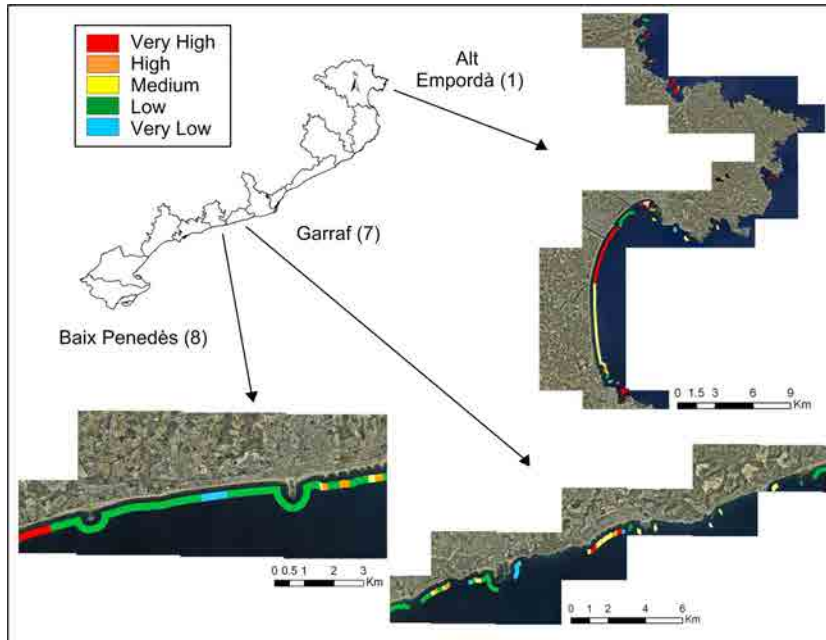 Very High
High
Medium
Low
Very Low
Alt
Empordà (1)
Garraf (7)
Baix Penedès (8)
0 1.5 3 6 9
Km
0 0.5 1 2 3
Km
0 1 2 4 6
Km